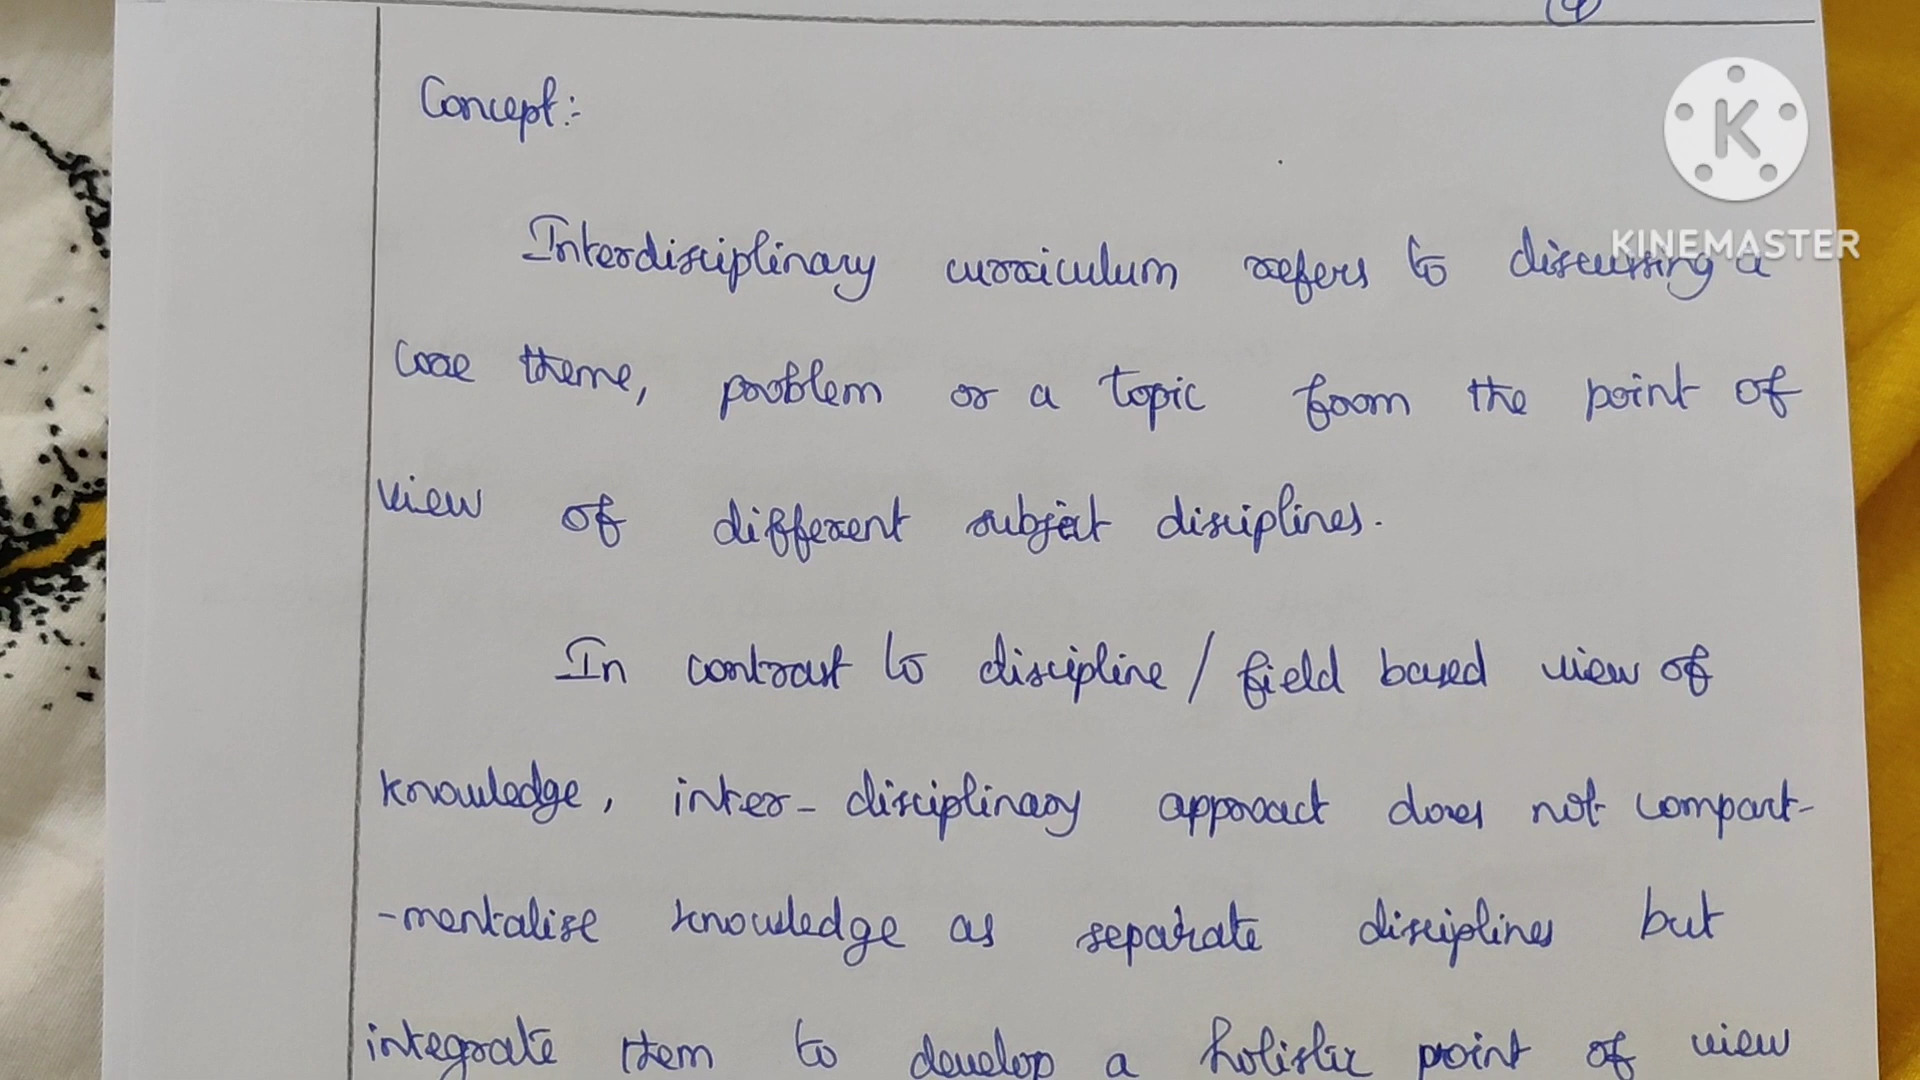 4
Concept:-
K
KINEMASTER
Interdisciplinary curriculum refers to discussing a
core theme, problem or a topic from the point of
view of different subject disciplines.
In contrast to discipline / field based view of
knowledge, inter-disciplinary approact does not compart-
-mentalise knowledge as separate disciplines but
integrate them to develop a holistic point of view